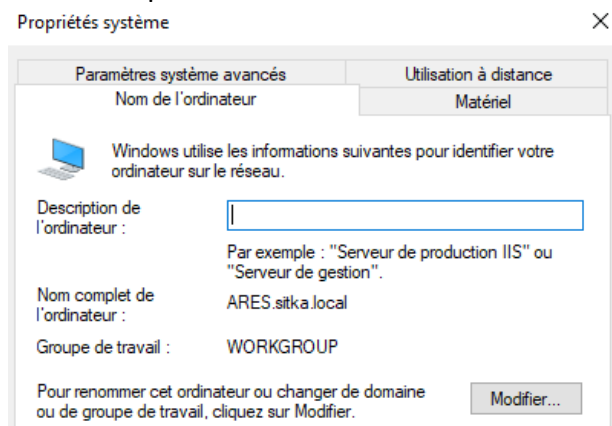 Propriétés système
Paramètres système avancés
Utilisation à distance
Nom de l'ordinateur
Matériel
Windows utilise les informations suivantes pour identifier votre
ordinateur sur le réseau.
Description de
l'ordinateur :
Par exemple : "Serveur de production IIS" ou
"Serveur de gestion".
Nom complet de
l'ordinateur :
ARES.sitka.local
Groupe de travail :
WORKGROUP
Pour renommer cet ordinateur ou changer de domaine
ou de groupe de travail, cliquez sur Modifier.
Modifier...